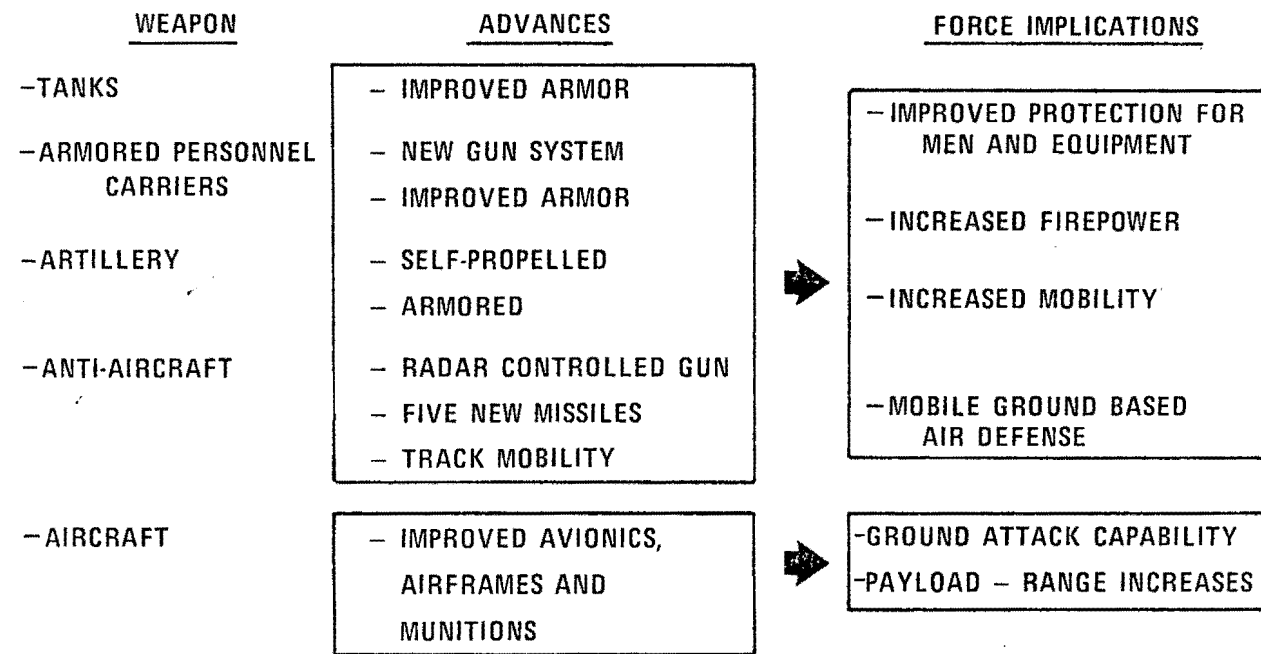 WEAPON
ADVANCES
FORCE IMPLICATIONS
–TANKS
– IMPROVED ARMOR
–ARMORED PERSONNEL
CARRIERS
– NEW GUN SYSTEM
– IMPROVED ARMOR
–ARTILLERY
– SELF-PROPELLED
– ARMORED
–ANTI-AIRCRAFT
– RADAR CONTROLLED GUN
– FIVE NEW MISSILES
– TRACK MOBILITY
–IMPROVED PROTECTION FOR
MEN AND EQUIPMENT
–INCREASED FIREPOWER
–INCREASED MOBILITY
–MOBILE GROUND BASED
AIR DEFENSE
–AIRCRAFT
– IMPROVED AVIONICS,
AIRFRAMES AND
MUNITIONS
-GROUND ATTACK CAPABILITY
-PAYLOAD – RANGE INCREASES